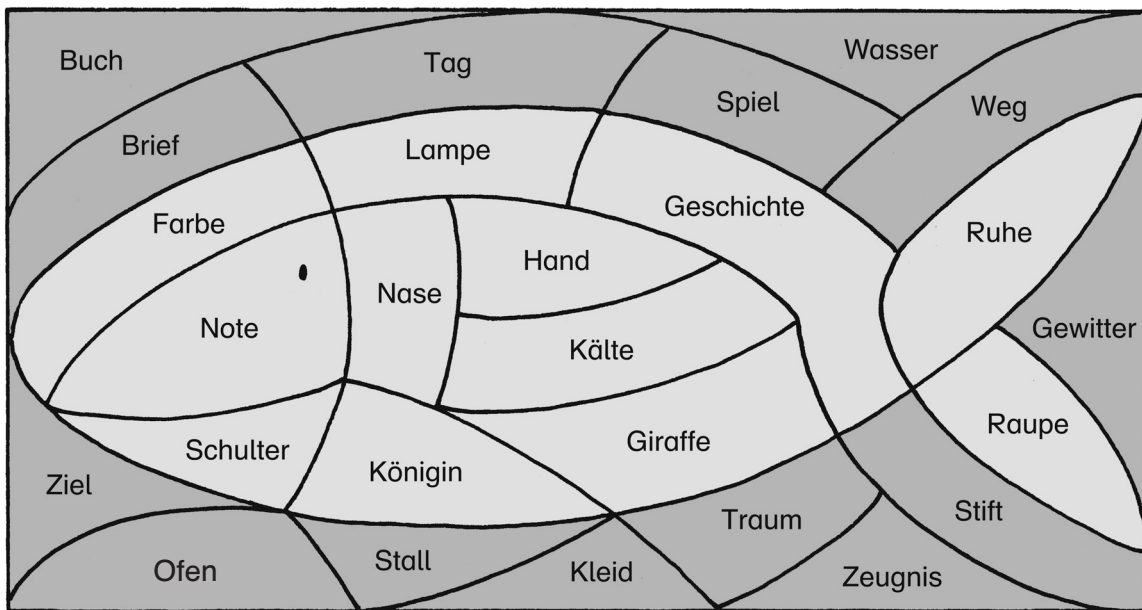 Buch
Tag
Wasser
Brief
Spiel
Weg
Lampe
Farbe
Geschichte
Ruhe
Hand
Nase
Note
Kälte
Gewitter
Schulter
Königin
Giraffe
Raupe
Ziel
Traum
Stift
Ofen
Stall
Kleid
Zeugnis